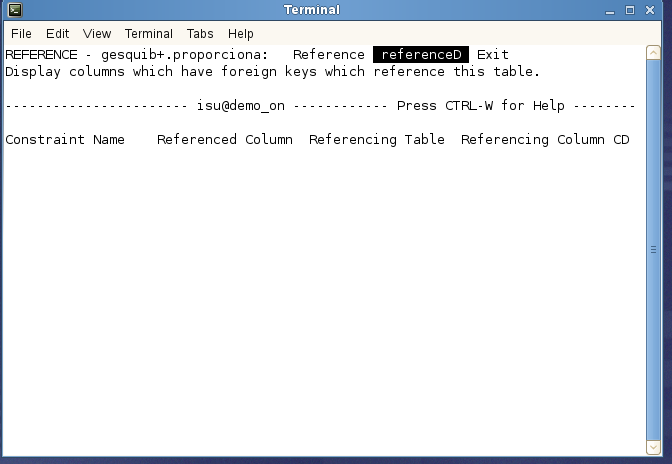 Terminal
File Edit View Terminal Tabs Help
REFERENCE - gesquib+.proporciona:   Reference  referenceD  Exit
Display columns which have foreign keys which reference this table.
----------------------- isu@demo_on ------------ Press CTRL-W for Help --------
Constraint Name    Referenced Column  Referencing Table  Referencing Column CD